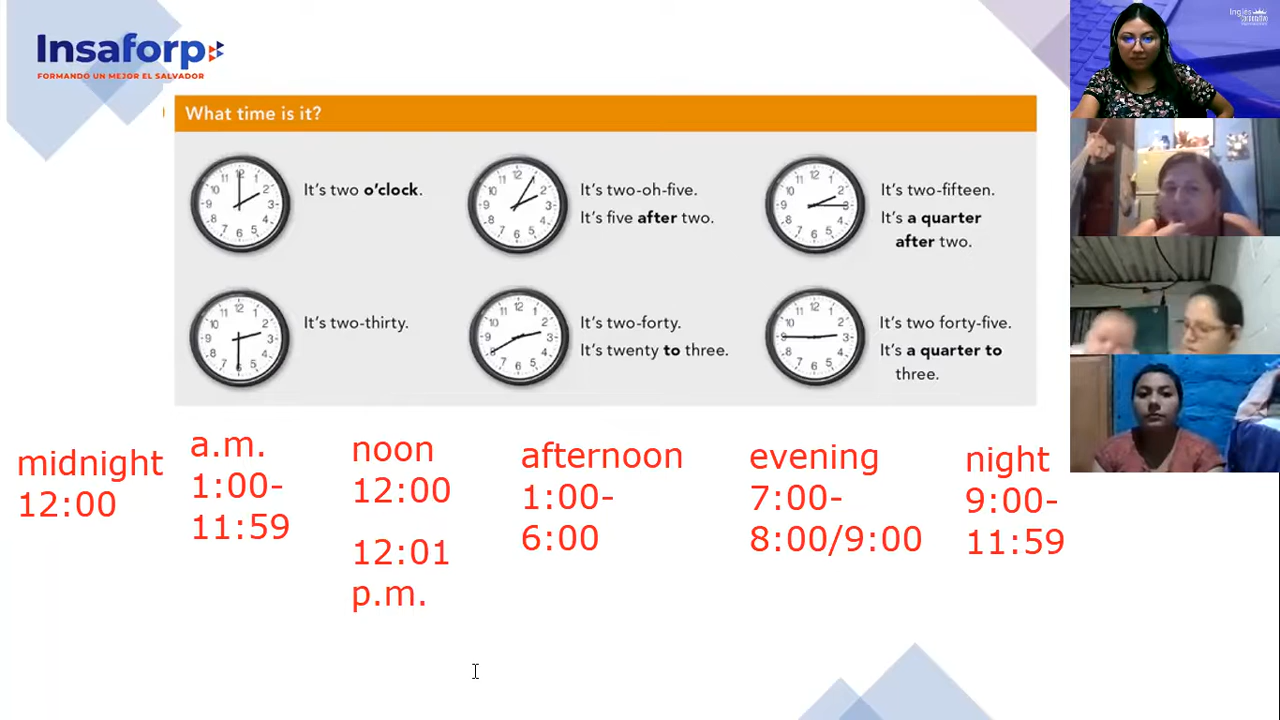 Insaforp
FORMANDO UN MEJOR EL SALVADOR
What time is it?
It's two o'clock.
It's two-oh-five.
It's five after two.
It's two-fifteen.
It's a quarter
after two.
It's two-thirty.
It's two-forty.
It's twenty to three.
It's two forty-five.
It's a quarter to
three.
midnight
12:00
a.m.
1:00-
11:59
noon
12:00
12:01
p.m.
afternoon
1:00-
6:00
evening
7:00-
8:00/9:00
night
9:00-
11:59